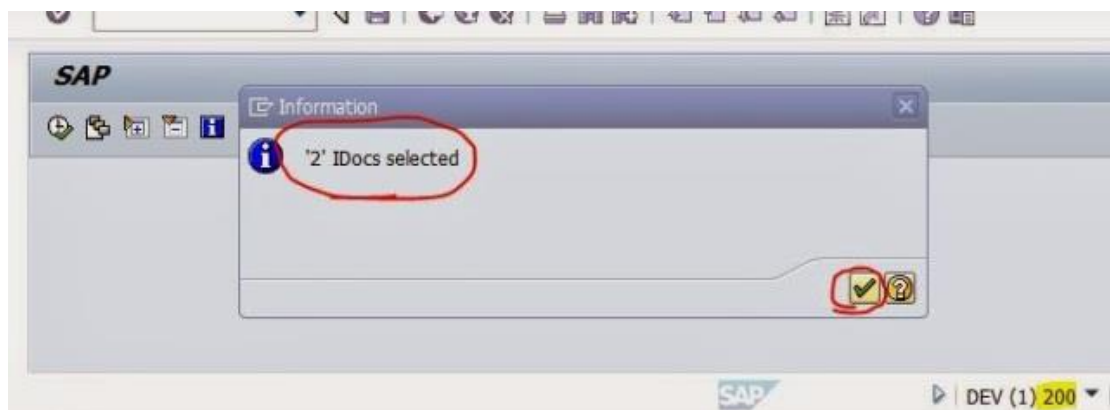 SAP
Information
'2' IDocs selected
SAP
DEV (1) 200